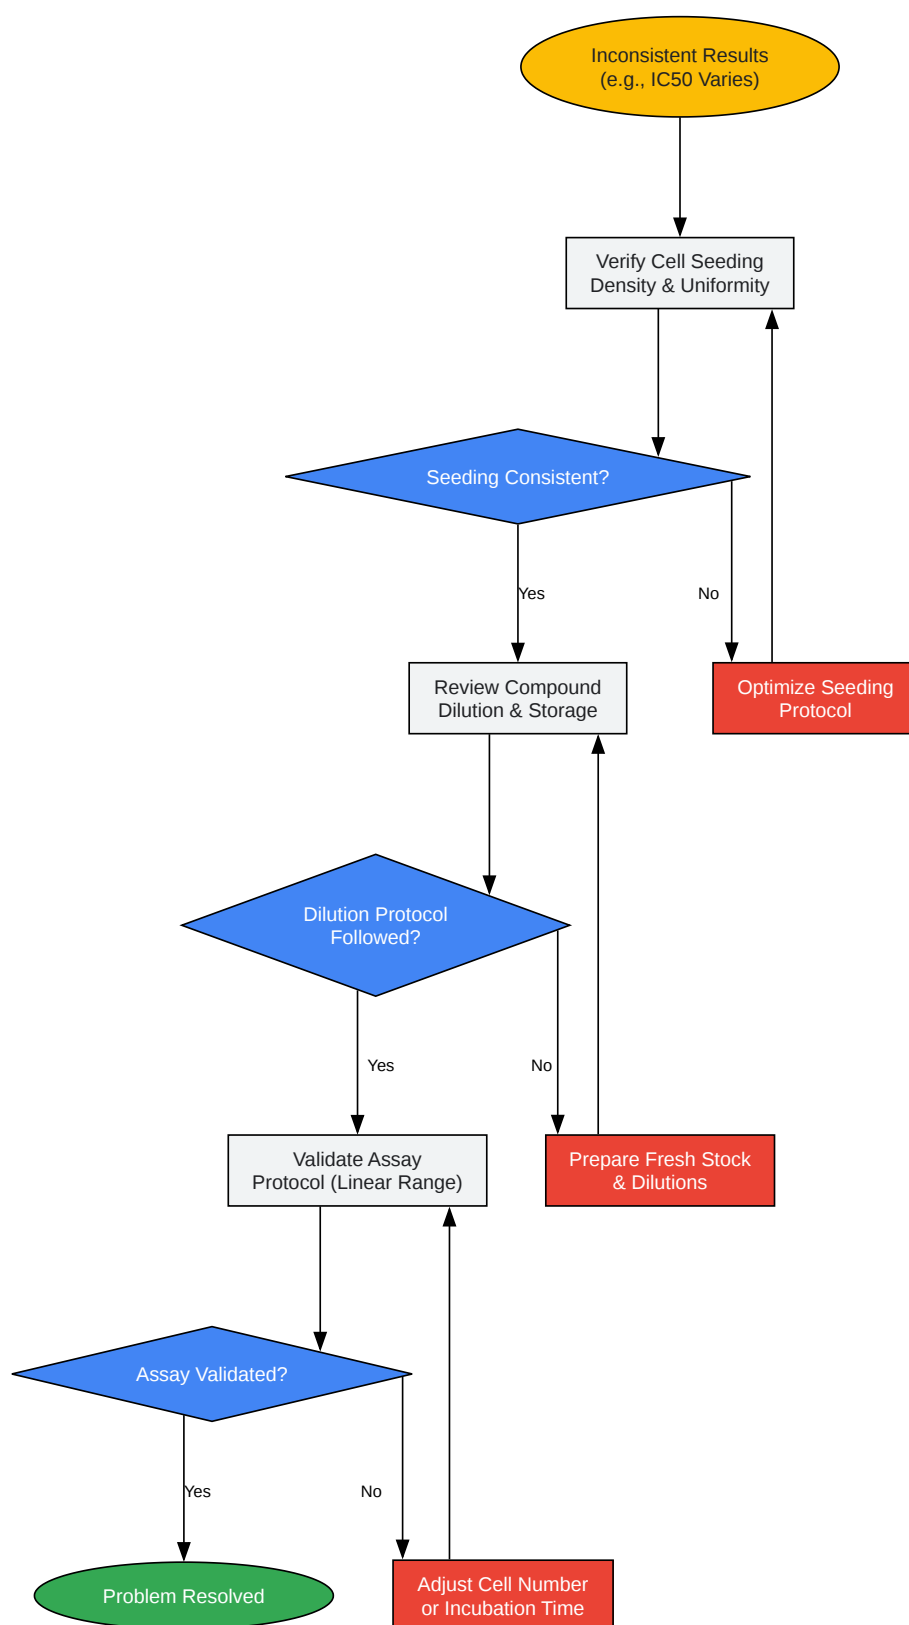 Inconsistent Results
(e.g., IC50 Varies)
Verify Cell Seeding
Density & Uniformity
Seeding Consistent?
Yes
No
Review Compound
Dilution & Storage
Optimize Seeding
Protocol
Dilution Protocol
Followed?
Yes
No
Validate Assay
Protocol (Linear Range)
Prepare Fresh Stock
& Dilutions
Assay Validated?
Yes
No
Problem Resolved
Adjust Cell Number
or Incubation Time